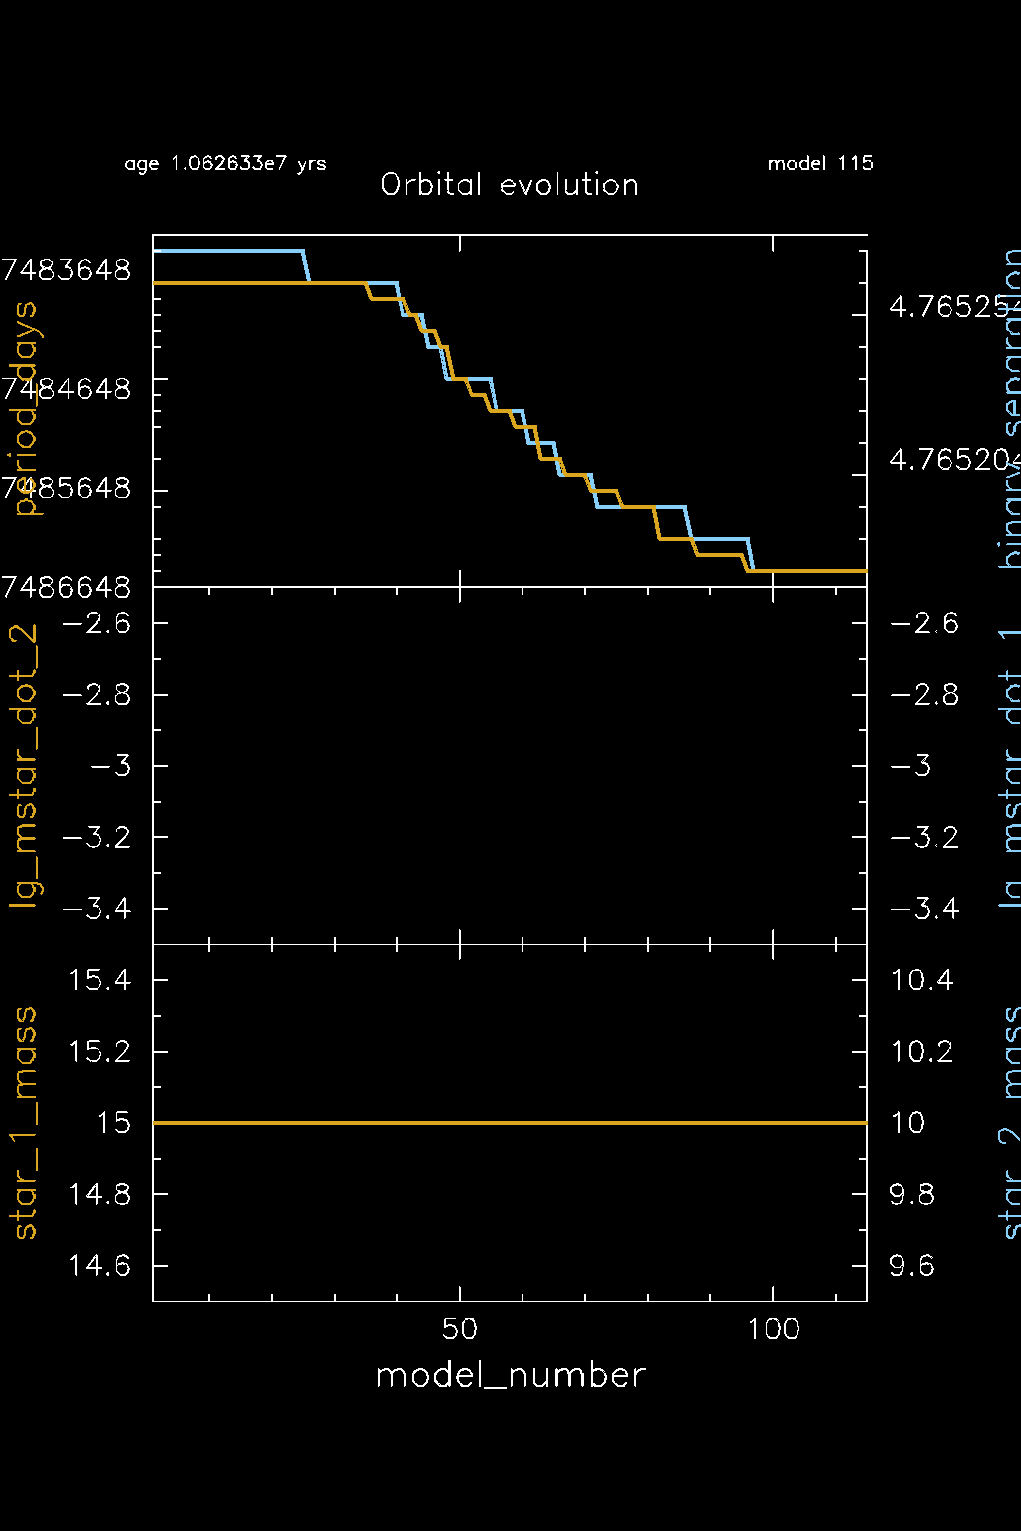 age 1.062633e7 yrs
model 115
Orbital evolution
period_days
7483648
7484648
7485648
7486648
binary_separation
4.765254
4.765204
lg_mstar_dot_2
−2.6
−2.8
−3
−3.2
−3.4
lg_mstar_dot_1
−2.6
−2.8
−3
−3.2
−3.4
star_1_mass
15.4
15.2
15
14.8
14.6
star_2_mass
10.4
10.2
10
9.8
9.6
50
100
model_number